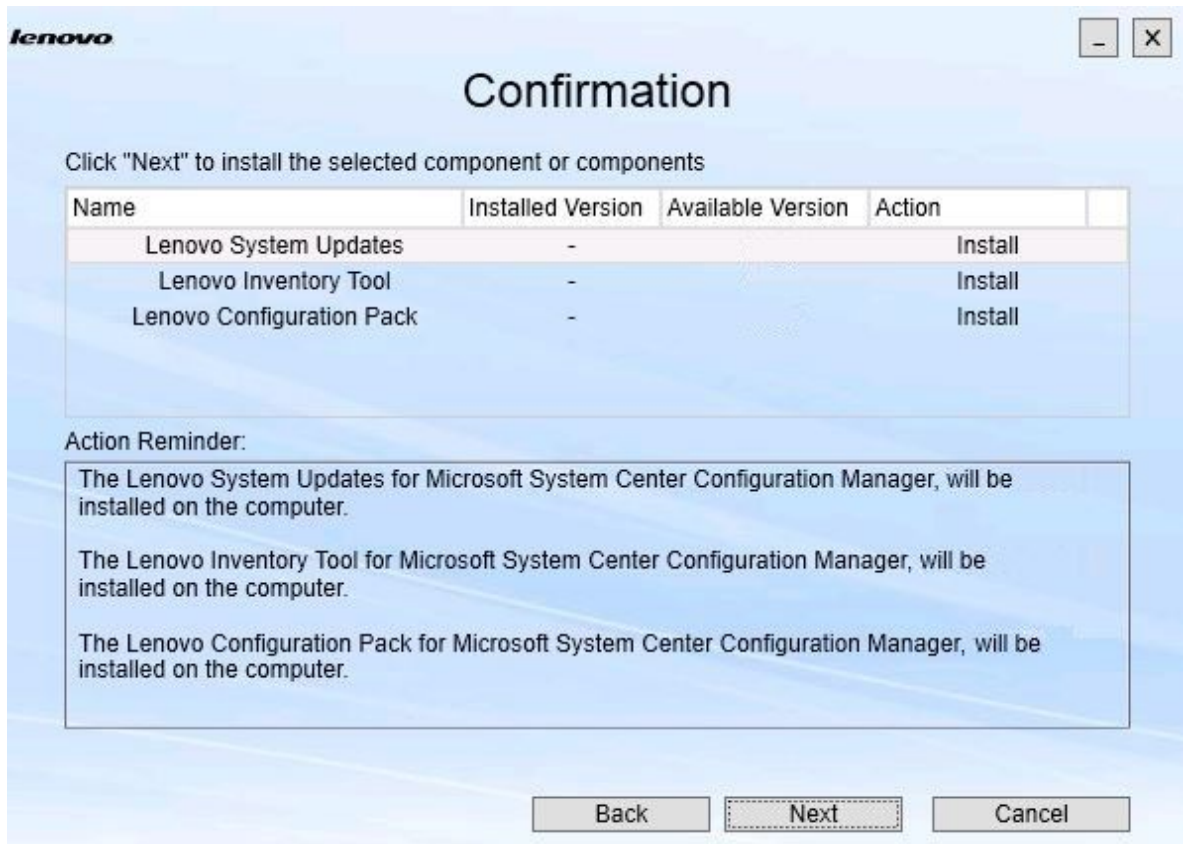 lenovo
Confirmation
Click "Next" to install the selected component or components
Name Installed Version Available Version Action
Lenovo System Updates - Install
Lenovo Inventory Tool - Install
Lenovo Configuration Pack - Install
Action Reminder:
The Lenovo System Updates for Microsoft System Center Configuration Manager, will be
installed on the computer.
The Lenovo Inventory Tool for Microsoft System Center Configuration Manager, will be
installed on the computer.
The Lenovo Configuration Pack for Microsoft System Center Configuration Manager, will be
installed on the computer.
Back Next Cancel